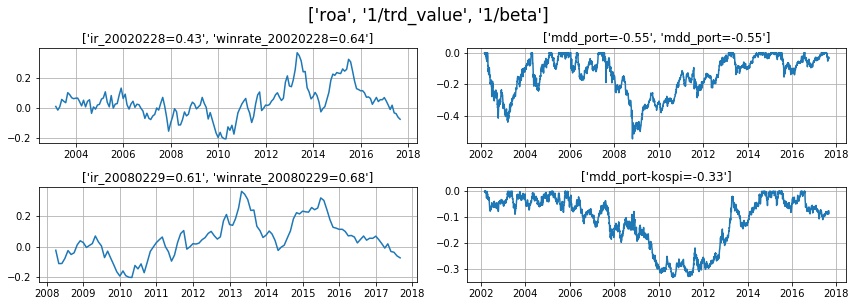 ['roa', '1/trd_value', '1/beta']
['ir_20020228=0.43', 'winrate_20020228=0.64']
0.2
0.0
−0.2
2004 2006 2008 2010 2012 2014 2016 2018
['mdd_port=-0.55', 'mdd_port=-0.55']
0.0
−0.2
−0.4
2002 2004 2006 2008 2010 2012 2014 2016 2018
['ir_20080229=0.61', 'winrate_20080229=0.68']
0.2
0.0
−0.2
2008 2009 2010 2011 2012 2013 2014 2015 2016 2017 2018
['mdd_port-kospi=-0.33']
0.0
−0.1
−0.2
−0.3
2002 2004 2006 2008 2010 2012 2014 2016 2018